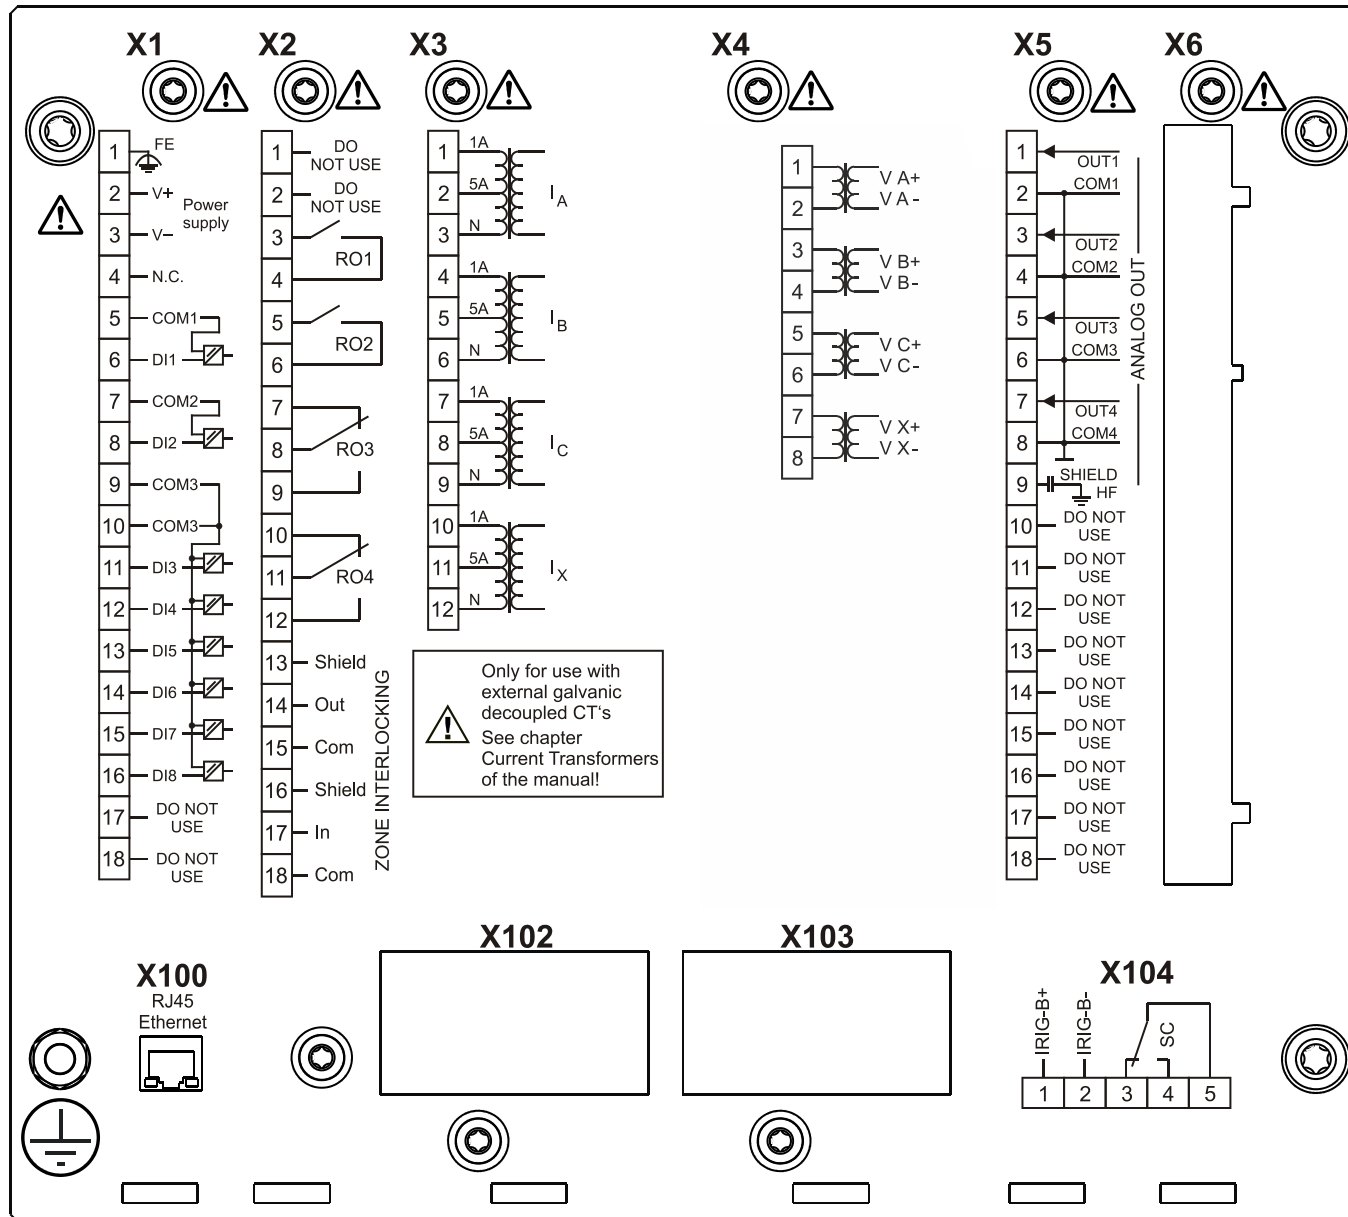 X1
X2
X3
X4
X5
X6
1 FE
2 V+
Power
supply
3 V–
4 N.C.
5 COM1
6 DI1
7 COM2
8 DI2
9 COM3
10 COM3
11 DI3
12 DI4
13 DI5
14 DI6
15 DI7
16 DI8
17 DO NOT
USE
18 DO NOT
USE
1 DO
NOT USE
2 DO
NOT USE
3
RO1
4
5
RO2
6
7
8 RO3
9
10
11 RO4
12
13 Shield
14 Out
15 Com
16 Shield
17 In
18 Com
ZONE INTERLOCKING
1 1A
2 5A IA
3 N
4 1A
5 5A IB
6 N
7 1A
8 5A IC
9 N
10 1A
11 5A IX
12 N
Only for use with
external galvanic
decoupled CT‘s
See chapter
Current Transformers
of the manual!
1 V A+
2 V A-
3 V B+
4 V B-
5 V C+
6 V C-
7 V X+
8 V X-
1 OUT1
2 COM1
3 OUT2
4 COM2
5 OUT3
6 COM3
7 OUT4
8 COM4
ANALOG OUT
9 SHIELD
HF
10 DO NOT
USE
11 DO NOT
USE
12 DO NOT
USE
13 DO NOT
USE
14 DO NOT
USE
15 DO NOT
USE
16 DO NOT
USE
17 DO NOT
USE
18 DO NOT
USE
X100
RJ45
Ethernet
X102
X103
X104
IRIG-B+
IRIG-B-
SC
1 2 3 4 5